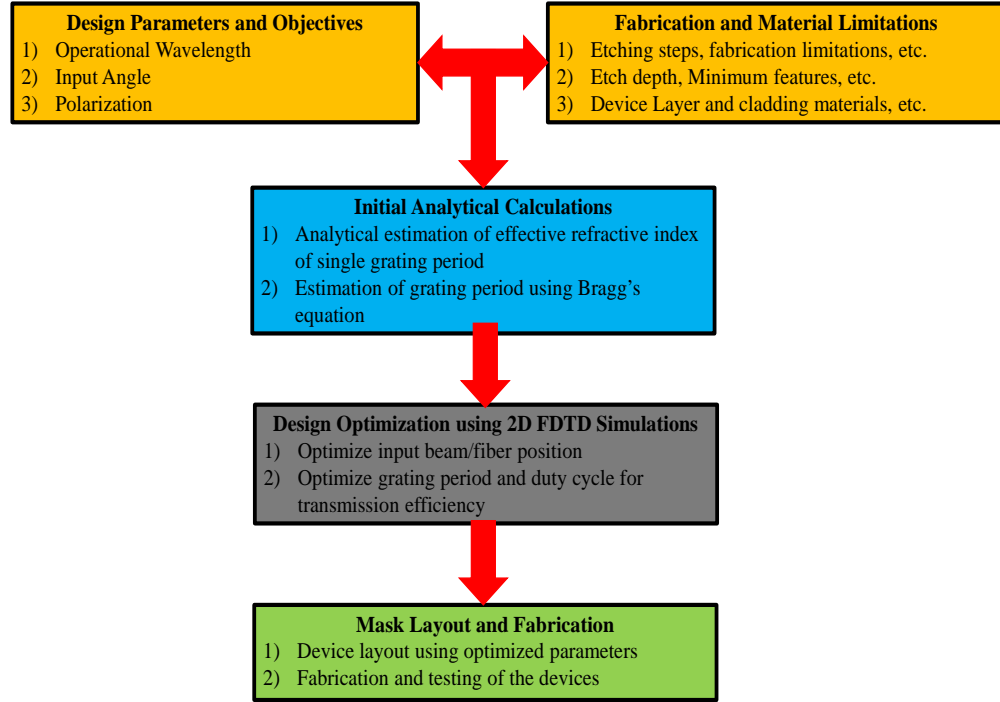 Design Parameters and Objectives
1) Operational Wavelength
2) Input Angle
3) Polarization
Fabrication and Material Limitations
1) Etching steps, fabrication limitations, etc.
2) Etch depth, Minimum features, etc.
3) Device Layer and cladding materials, etc.
Initial Analytical Calculations
1) Analytical estimation of effective refractive index
of single grating period
2) Estimation of grating period using Bragg's
equation
Design Optimization using 2D FDTD Simulations
1) Optimize input beam/fiber position
2) Optimize grating period and duty cycle for
transmission efficiency
Mask Layout and Fabrication
1) Device layout using optimized parameters
2) Fabrication and testing of the devices